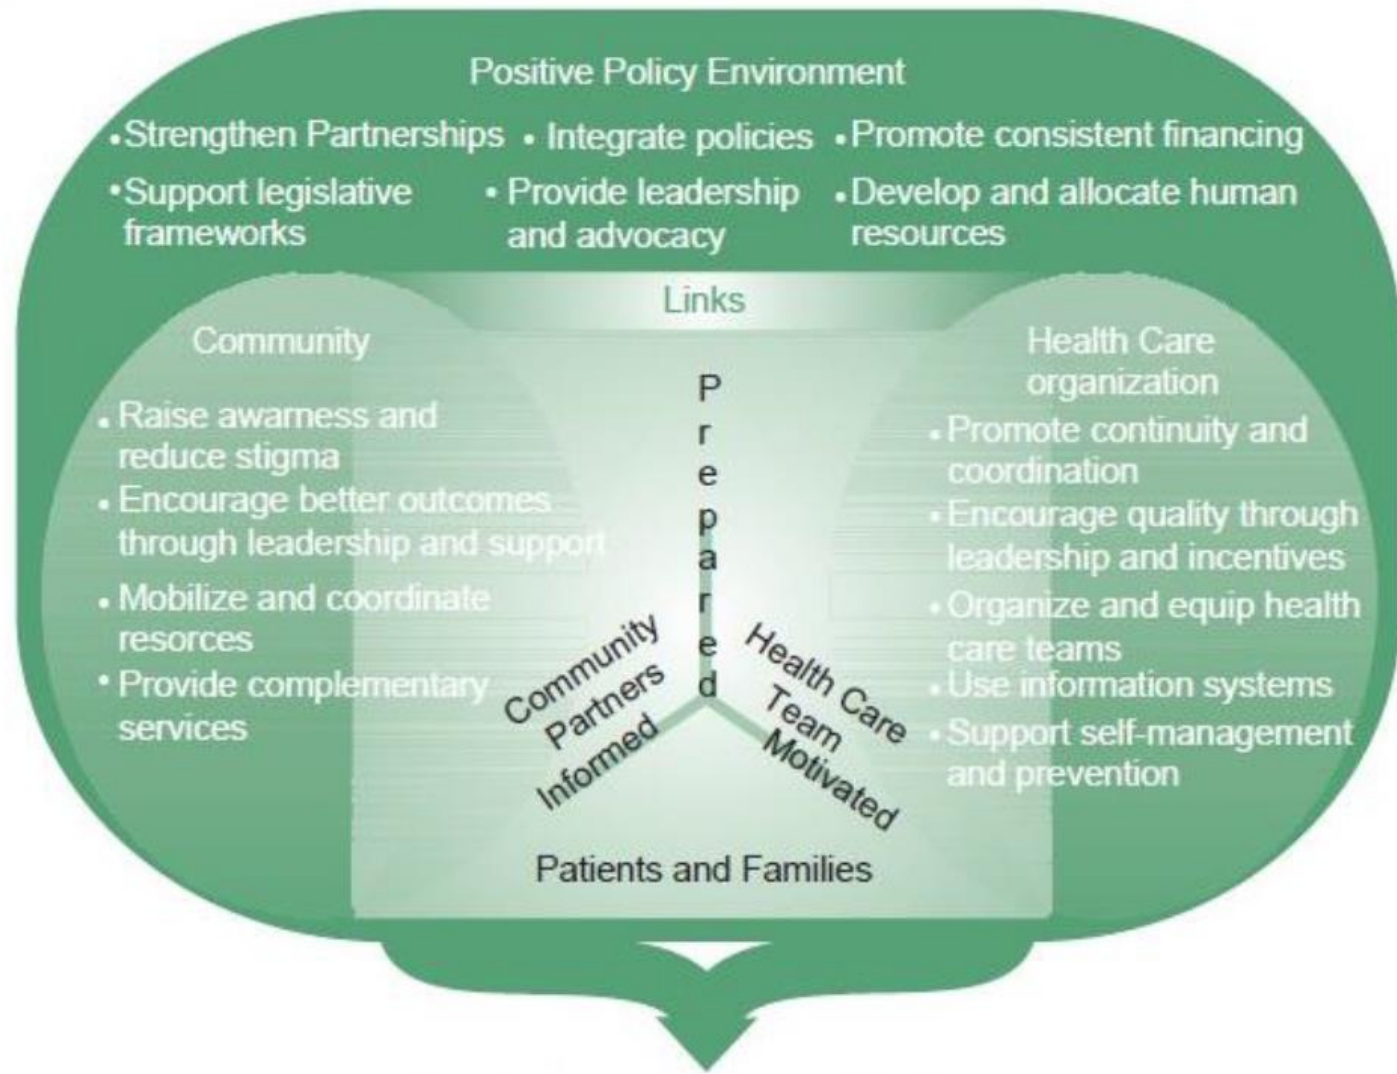 Positive Policy Environment
•Strengthen Partnerships • Integrate policies •Promote consistent financing
•Support legislative
frameworks
• Provide leadership
and advocacy
•Develop and allocate human
resources
Links
Community
• Raise awarness and
reduce stigma
• Encourage better outcomes
through leadership and support
• Mobilize and coordinate
resorces
• Provide complementary
services
Prepared
Community
Partners
Informed
Health Care
Team
Motivated
Patients and Families
Health Care
organization
•Promote continuity and
coordination
•Encourage quality through
leadership and incentives
•Organize and equip health
care teams
•Use information systems
•Support self-management
and prevention